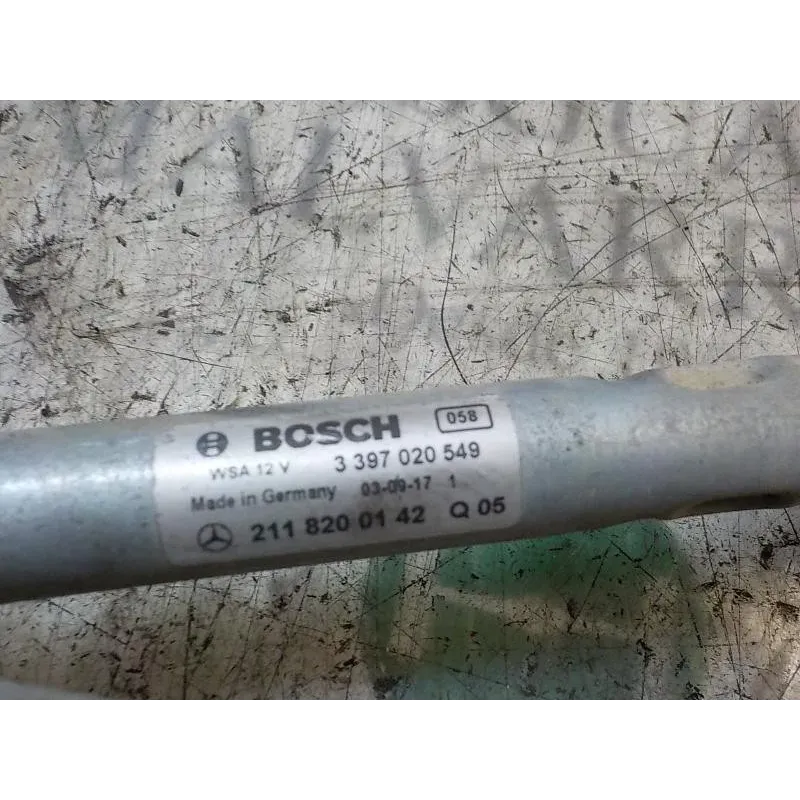 BOSCH 058
WSA 12 V 3 397 020 549
Made in Germany 03-09-17 1
211 820 01 42 Q 05